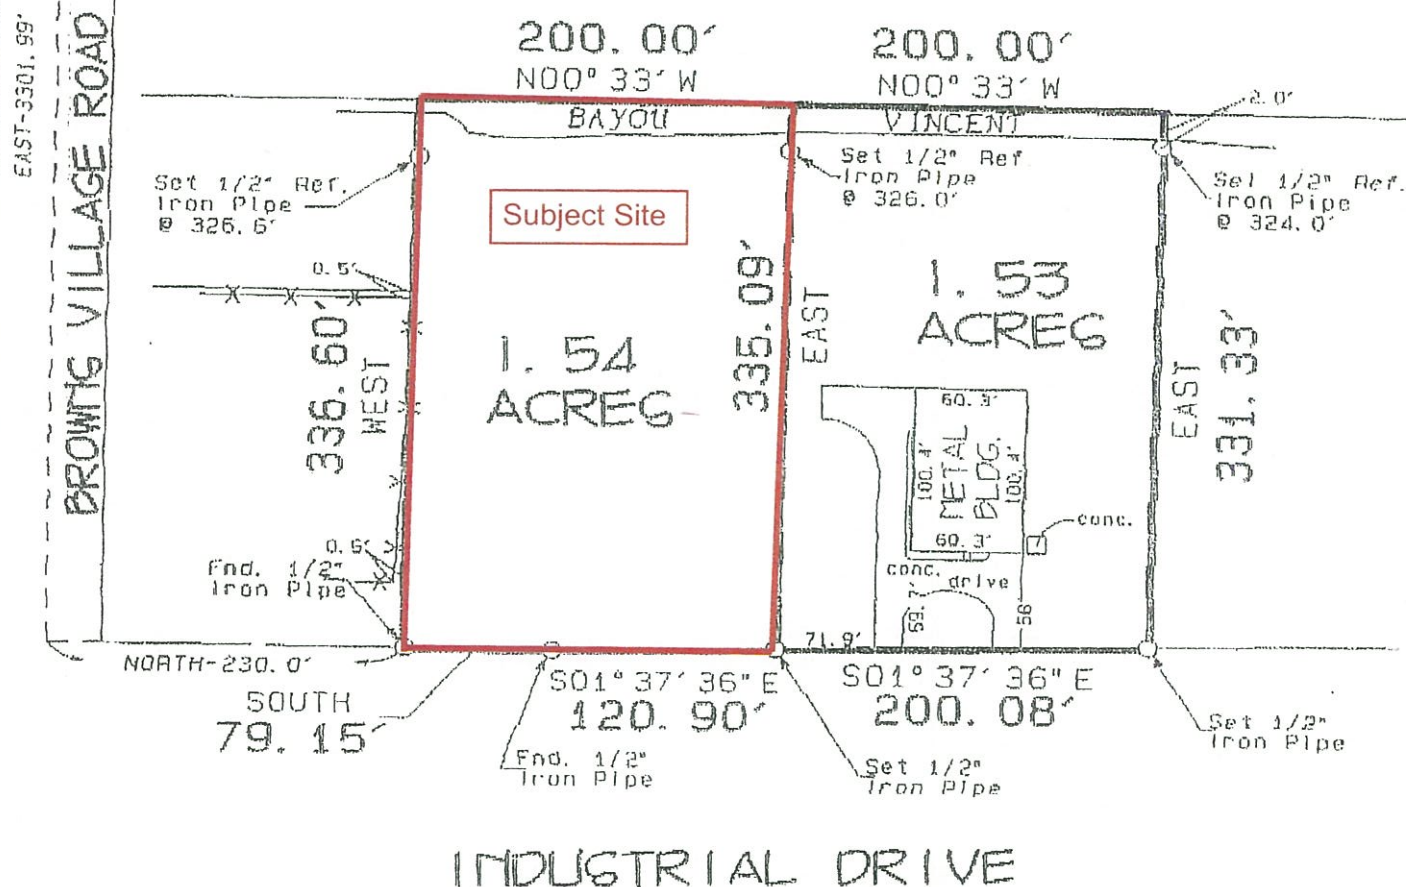 EAST-3301.99'
BROWNS VILLAGE ROAD
200.00'
N00° 33' W
200.00'
N00° 33' W
BAYOU
VINCENT
2.0'
Set 1/2" Ref.
Iron Pipe
@ 326.6'
Set 1/2" Ref
Iron Pipe
@ 326.0'
Set 1/2" Ref.
Iron Pipe
@ 324.0'
Subject Site
0.5'
336.60'
WEST
1.54
ACRES
335.09'
EAST
1.53
ACRES
EAST
331.33'
60.3'
100.4'
METAL
BLDG.
100.4'
60.3'
conc.
conc.
drive
59.7'
56'
71.9'
0.6'
Fnd. 1/2"
Iron Pipe
NORTH-230.0'
SOUTH
79.15'
S01° 37' 36" E
120.90'
S01° 37' 36" E
200.08'
Fnd. 1/2"
Iron Pipe
Set 1/2"
Iron Pipe
Set 1/2"
Iron Pipe
INDUSTRIAL DRIVE